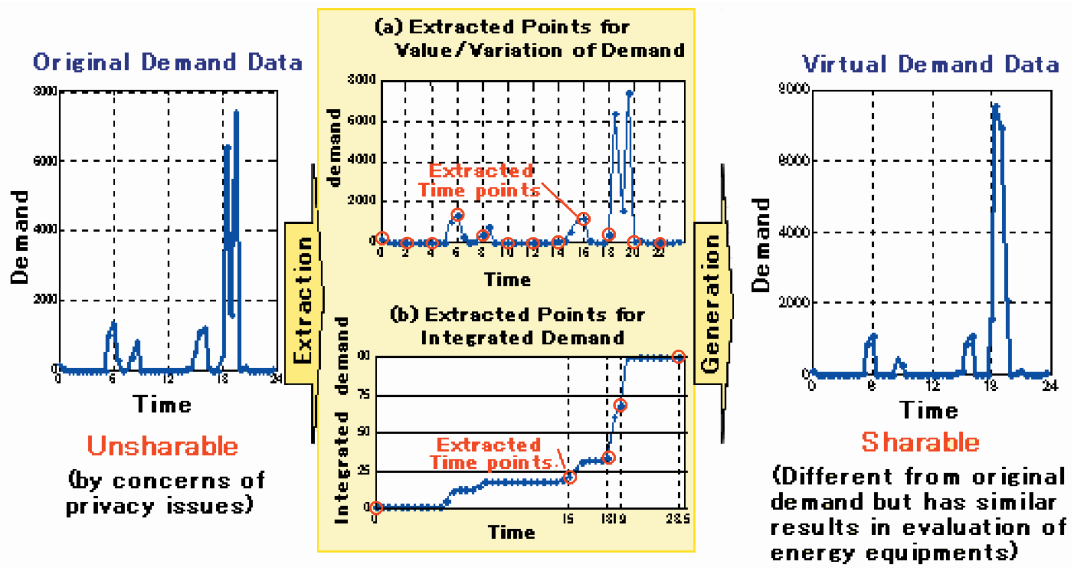 Original Demand Data
8000
6000
4000
2000
0
0
6
12
18
24
Demand
Time
Unsharable
(by concerns of
privacy issues)
Extraction
(a) Extracted Points for
Value/Variation of Demand
8000
6000
4000
2000
0
0 2 4 6 8 10 12 14 16 18 20 22
demand
Extracted
Time points
Time
(b) Extracted Points for
Integrated Demand
00
75
50
25
0
0 15 18 19 23.5
Integrated demand
Extracted
Time points
Time
Generation
Virtual Demand Data
8000
6000
4000
2000
0
0 6 12 18 24
Demand
Time
Sharable
(Different from original
demand but has similar
results in evaluation of
energy equipments)